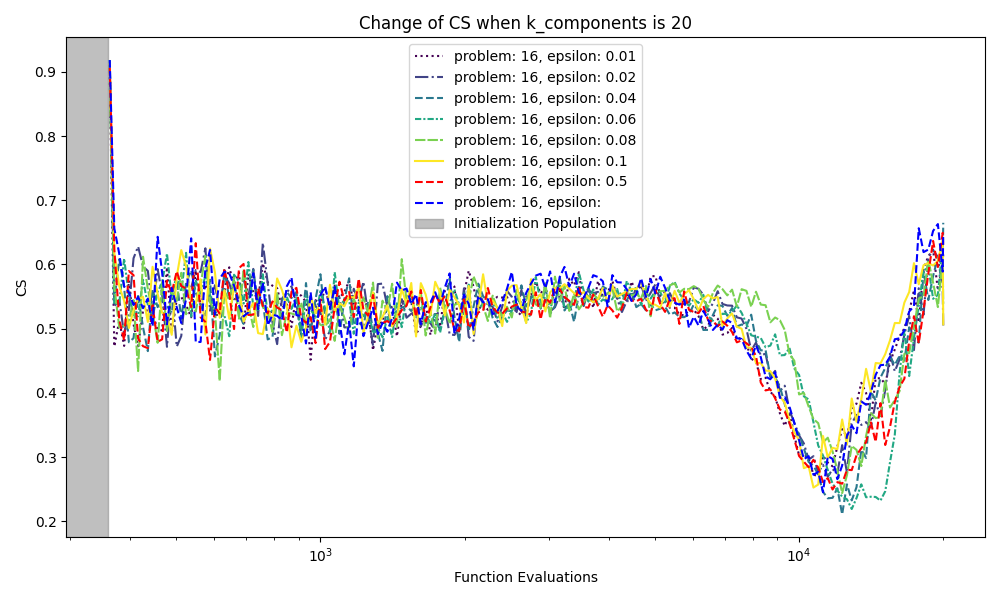 Change of CS when k_components is 20
problem: 16, epsilon: 0.01
problem: 16, epsilon: 0.02
problem: 16, epsilon: 0.04
problem: 16, epsilon: 0.06
problem: 16, epsilon: 0.08
problem: 16, epsilon: 0.1
problem: 16, epsilon: 0.5
problem: 16, epsilon:
Initialization Population
CS
0.9
0.8
0.7
0.6
0.5
0.4
0.3
0.2
10³
10⁴
Function Evaluations